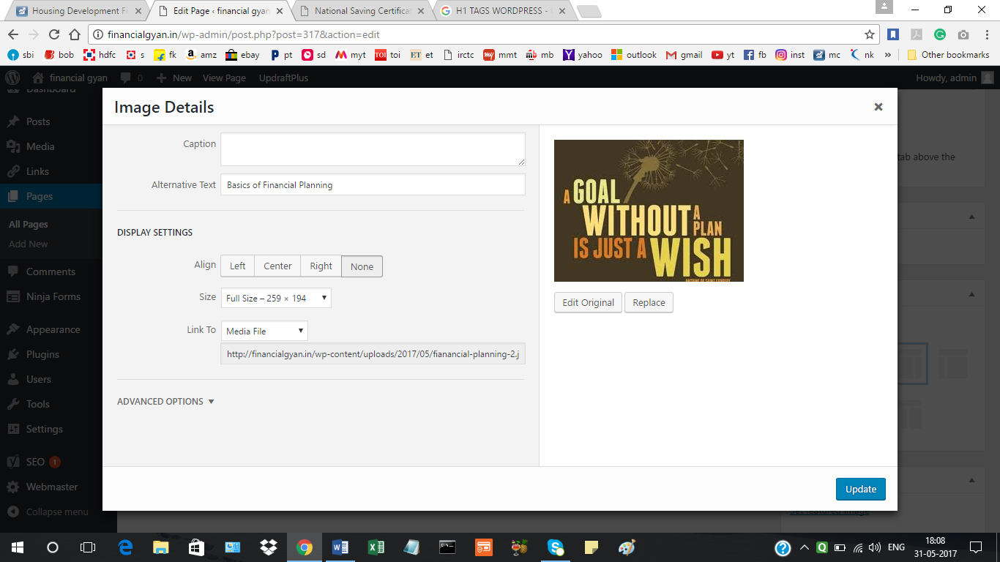 Housing Development Fi
Edit Page ‹ financial gyan
National Saving Certifica
H1 TAGS WORDPRESS -
financialgyan.in/wp-admin/post.php?post=317&action=edit
sbi bob hdfc s fk amz ebay pt sd myt toi et irctc mmt mb yahoo outlook gmail yt fb inst mc nk » Other bookmarks
financial gyan 0 New View Page UpdraftPlus Howdy, admin
Dashboard
Posts
Media
Links
Pages
All Pages
Add New
Comments
Ninja Forms
Appearance
Plugins
Users
Tools
Settings
SEO 1
Webmaster
Collapse menu
Image Details
Caption
Alternative Text Basics of Financial Planning
DISPLAY SETTINGS
Align Left Center Right None
Size Full Size – 259 × 194
Link To Media File
http://financialgyan.in/wp-content/uploads/2017/05/fianancial-planning-2.j
ADVANCED OPTIONS
A GOAL
WITHOUT A
PLAN
IS JUST A
WISH
ANTOINE DE SAINT EXUPERY
Edit Original Replace
tab above the
Update
Set featured image
ENG
18:08
31-05-2017